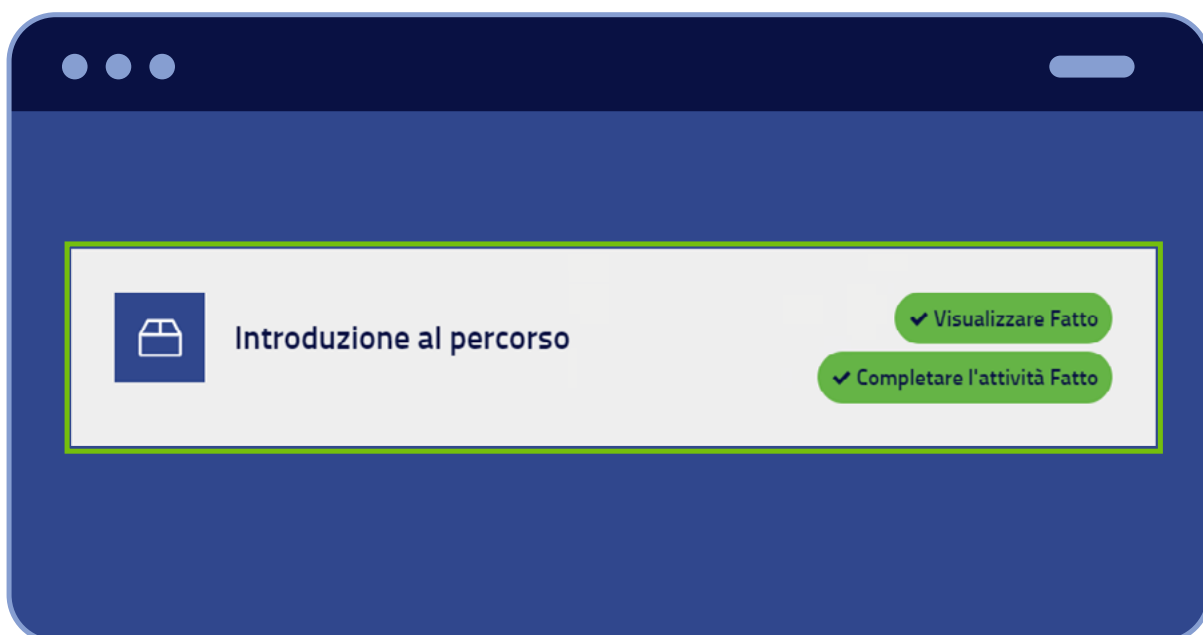 Introduzione al percorso
✔ Visualizzare Fatto
✔ Completare l'attività Fatto